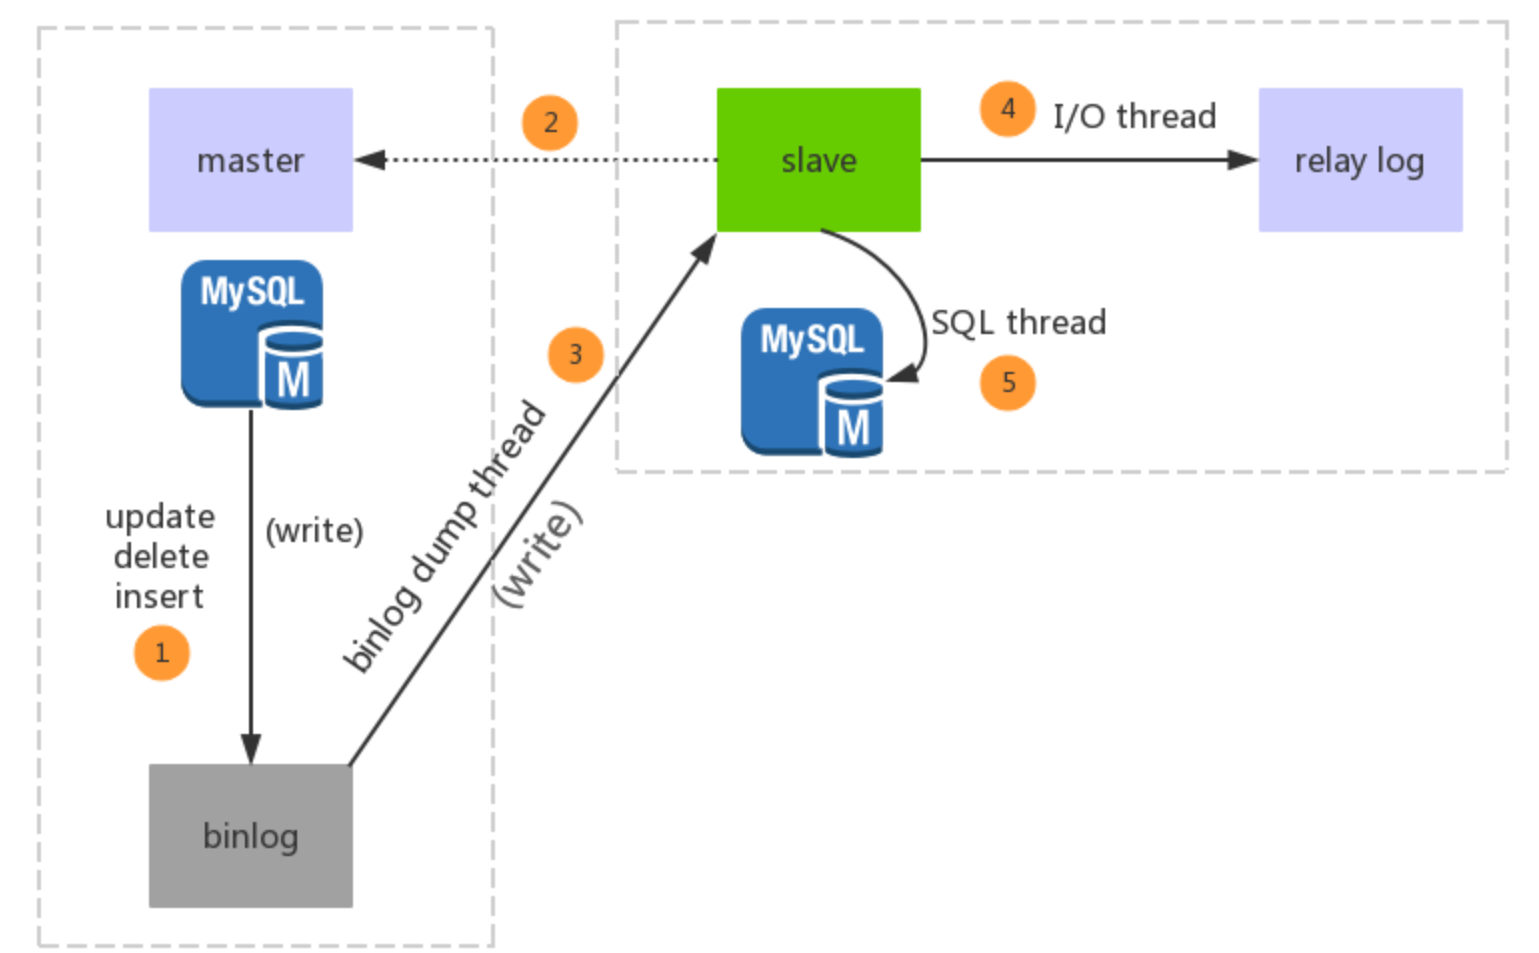 master
2
slave
4
I/O thread
relay log
MySQL
M
3
MySQL
M
SQL thread
5
binlog dump thread
(write)
update
delete
insert
(write)
1
binlog